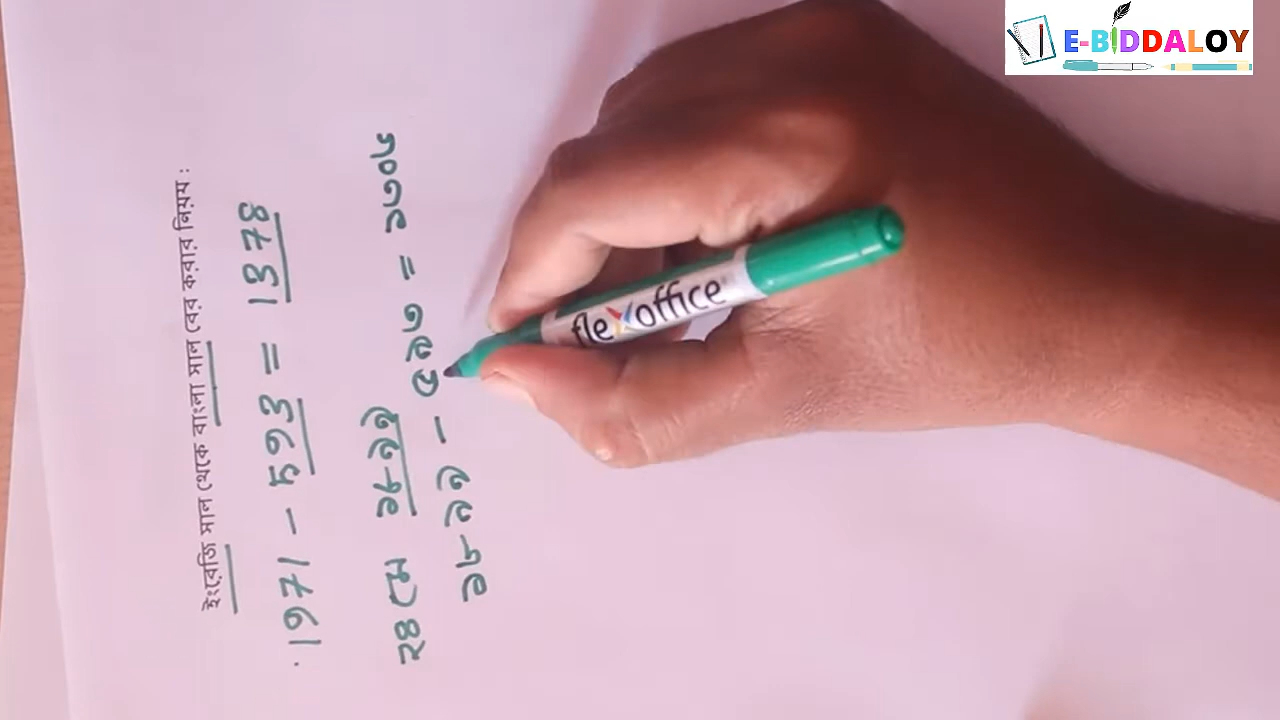 E-BIDDALOY
ইংরেজি সাল থেকে বাংলা সাল বের করার নিয়ম :
1971 - 593 = 1378
২৪ মে ১৮৯৯
১৮৯৯ - ৫৯৩ = ১৩০৬
flexoffice